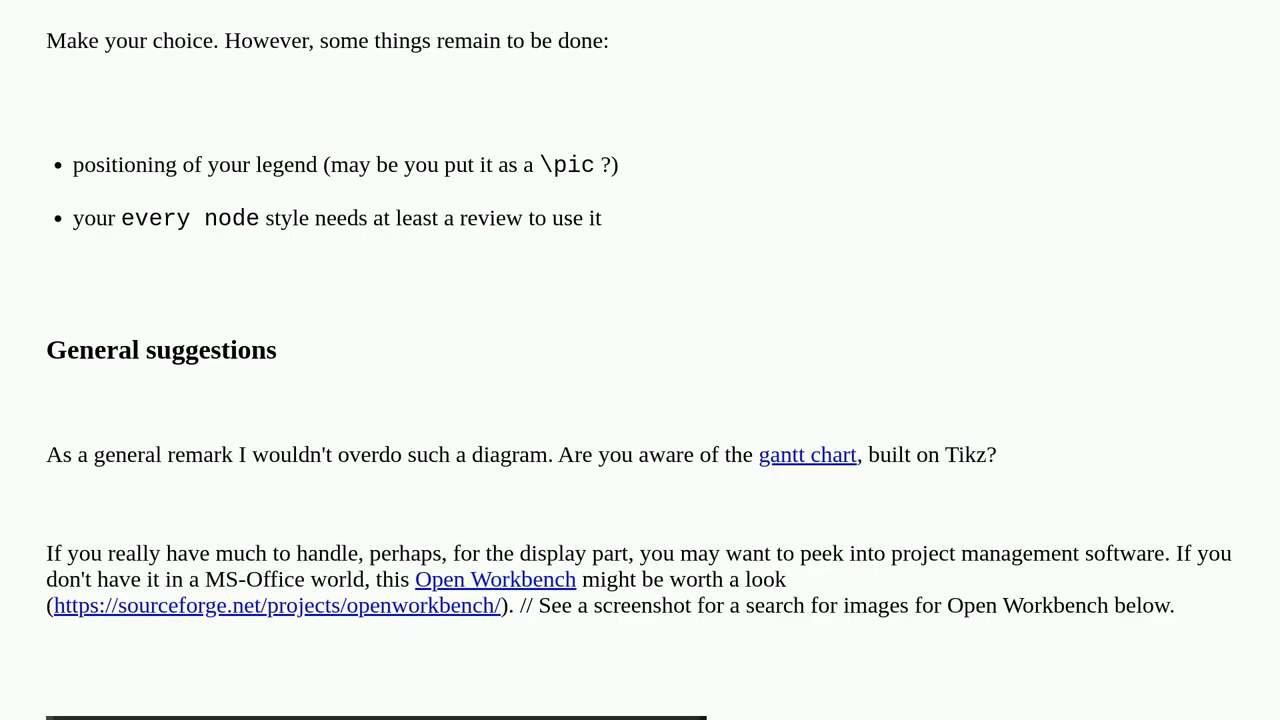 Make your choice. However, some things remain to be done:
• positioning of your legend (may be you put it as a \pic ?)
• your every node style needs at least a review to use it
General suggestions
As a general remark I wouldn't overdo such a diagram. Are you aware of the gantt chart, built on Tikz?
If you really have much to handle, perhaps, for the display part, you may want to peek into project management software. If you
don't have it in a MS-Office world, this Open Workbench might be worth a look
(https://sourceforge.net/projects/openworkbench/). // See a screenshot for a search for images for Open Workbench below.